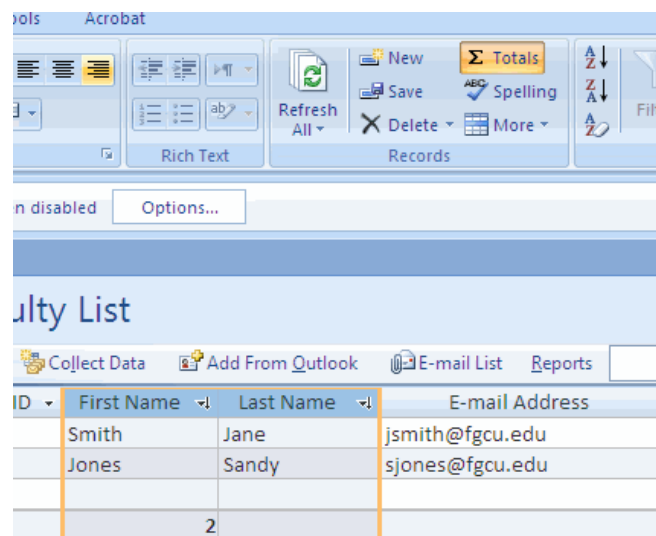 ools Acrobat
New Totals
Save Spelling
Refresh All Delete More
Rich Text Records
n disabled Options...
ulty List
Collect Data Add From Outlook E-mail List Reports
ID First Name Last Name E-mail Address
Smith Jane jsmith@fgcu.edu
Jones Sandy sjones@fgcu.edu
2